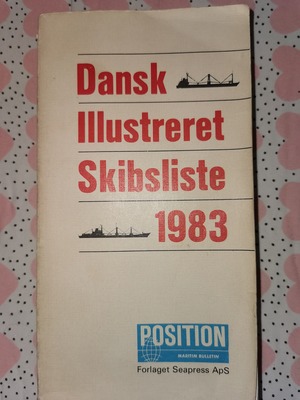 Dansk
Illustreret
Skibsliste
1983
POSITION
MARITIM BULLETIN
Forlaget Seapress ApS